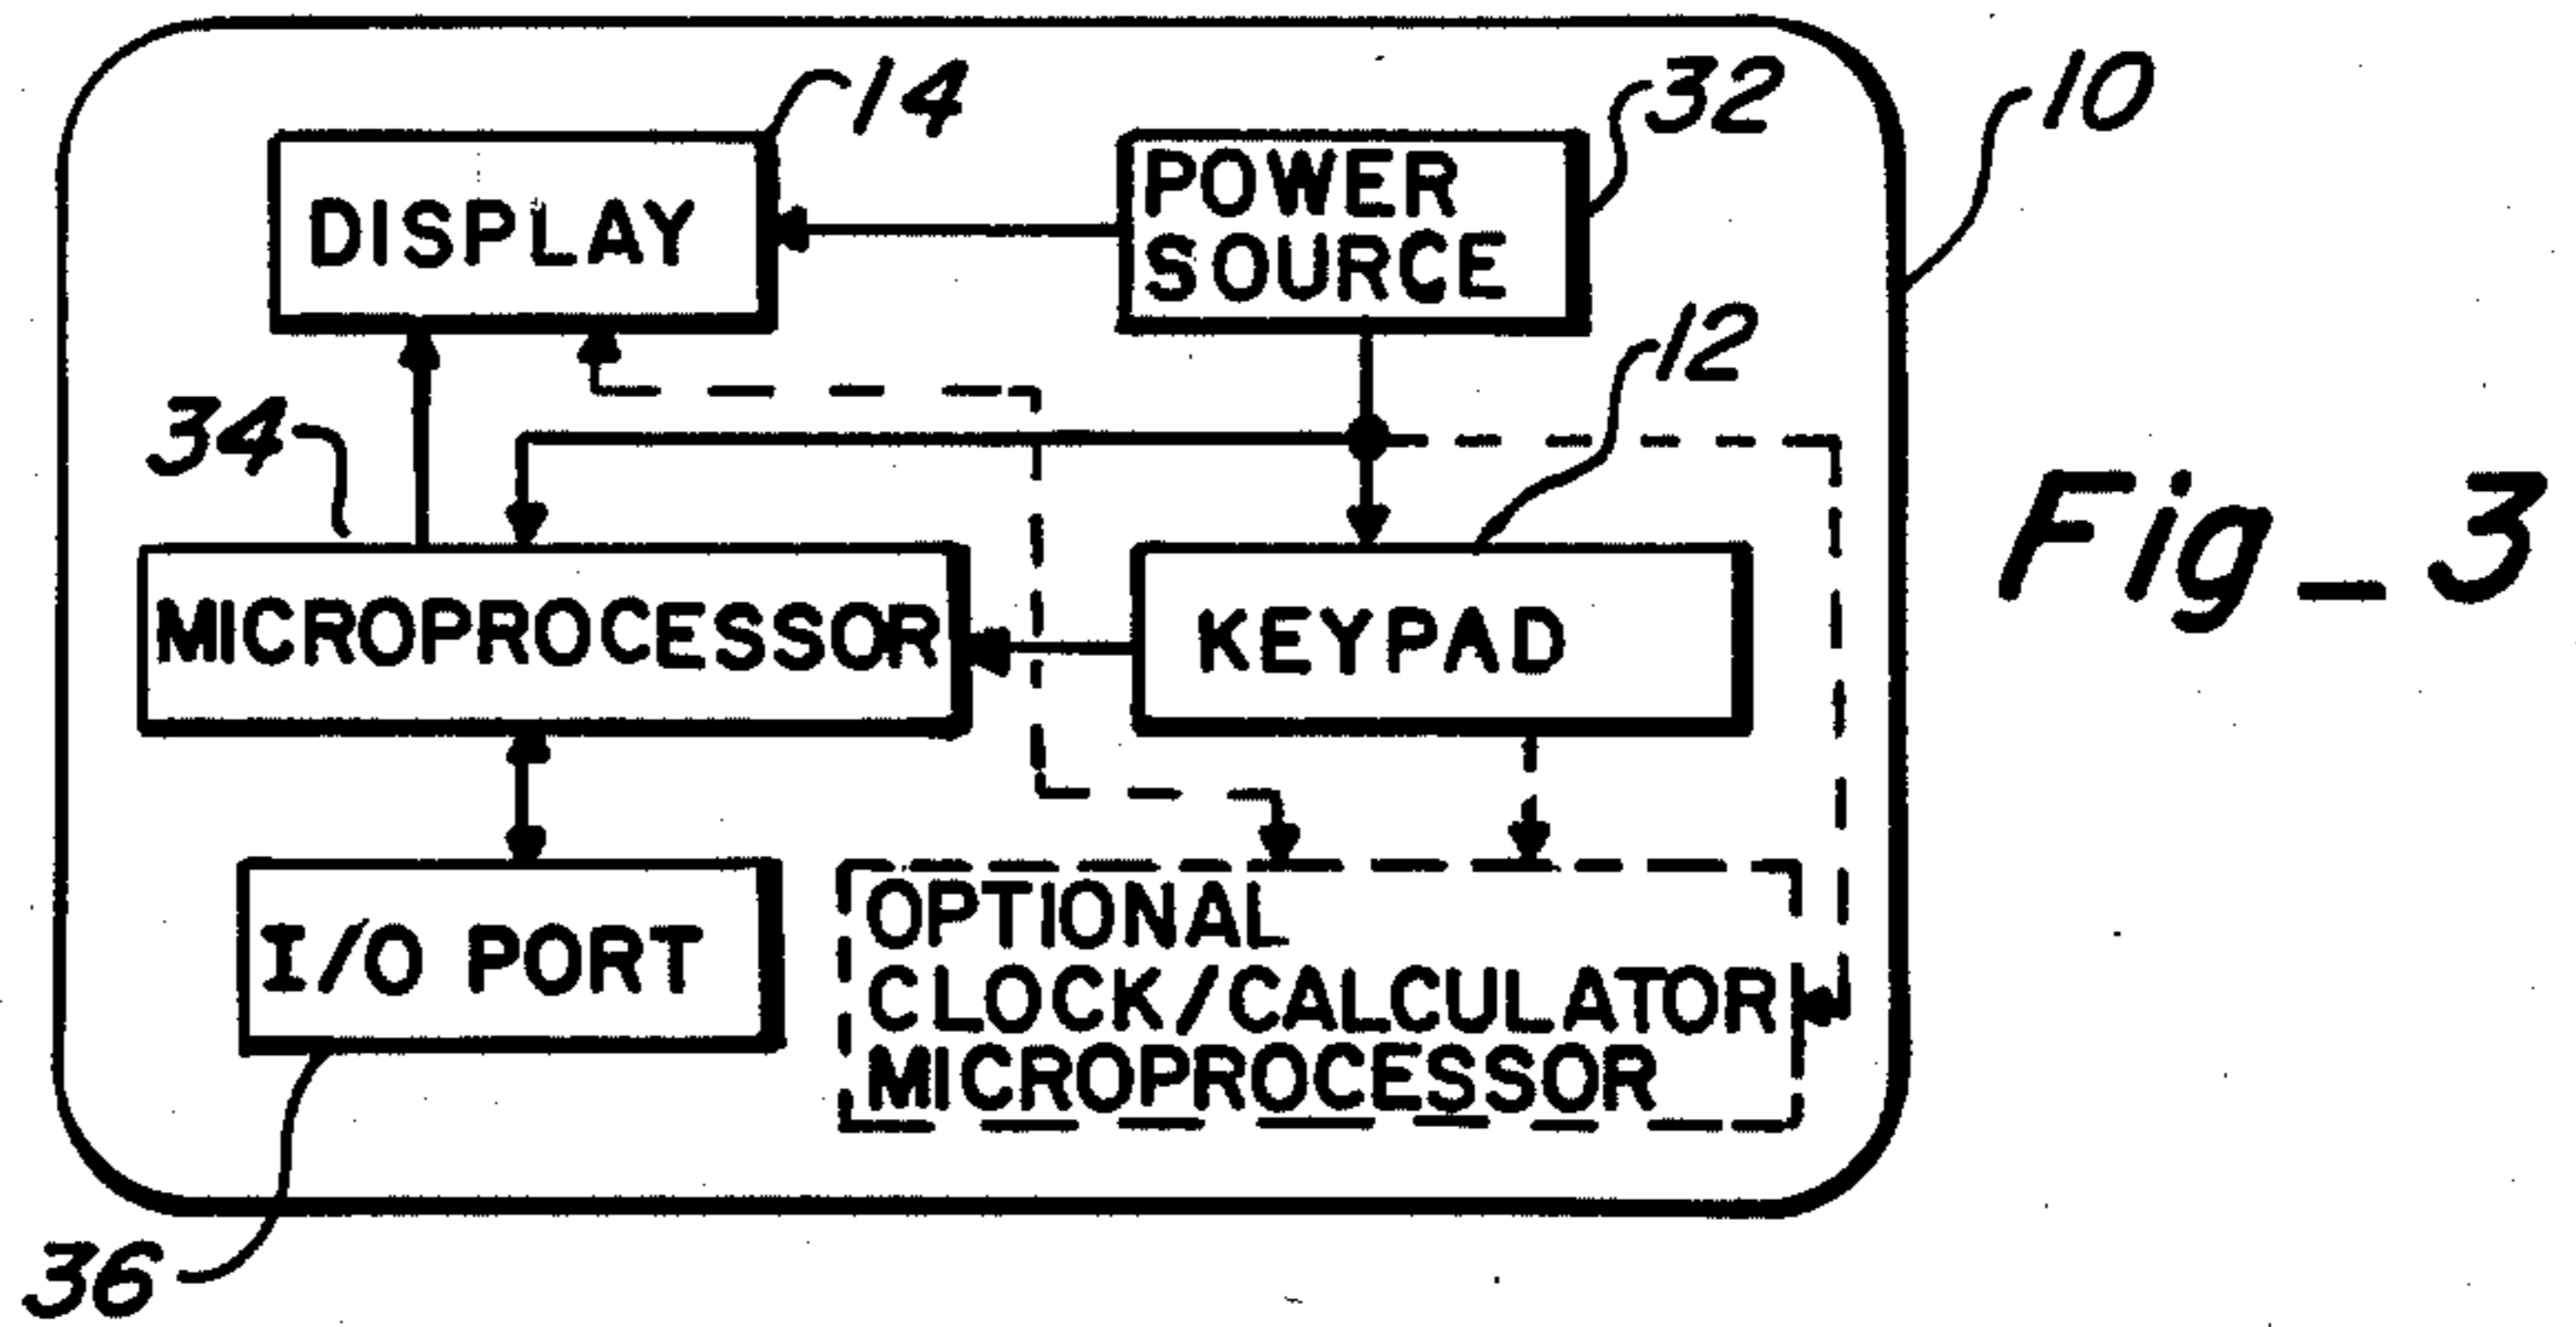 14
32
10
DISPLAY
POWER
SOURCE
12
34
Fig_3
MICROPROCESSOR
KEYPAD
I/O PORT
OPTIONAL
CLOCK/CALCULATOR
MICROPROCESSOR
36